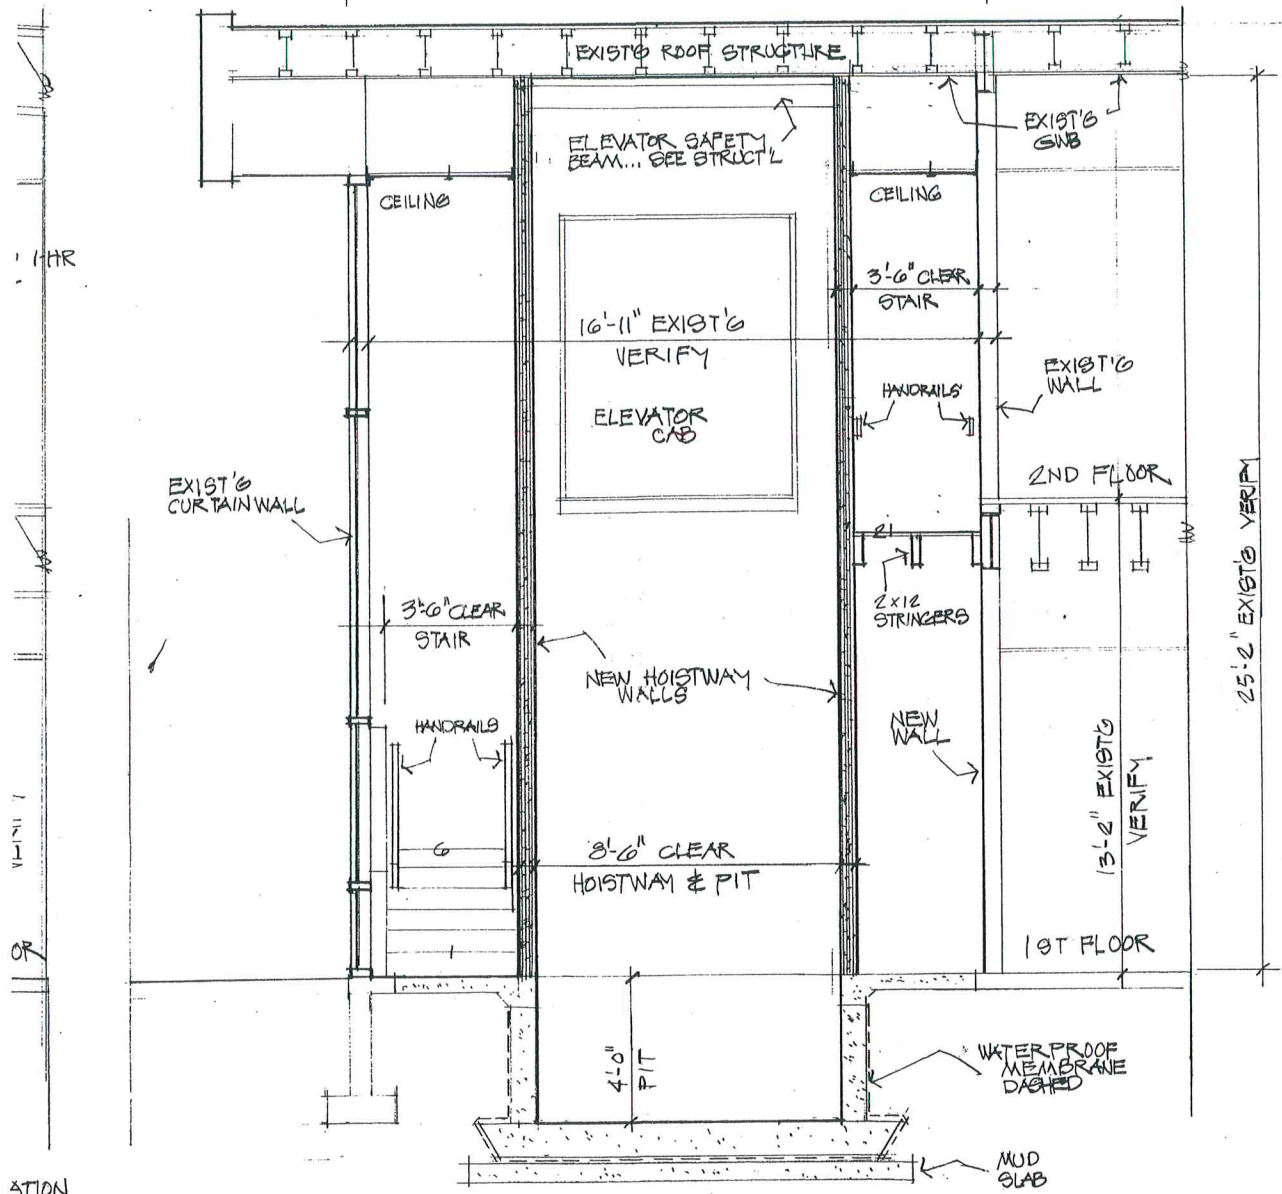 EXIST'G ROOF STRUCTURE
ELEVATOR SAFETY
BEAM... SEE STRUCT'L
EXIST'G
GWB
CEILING
CEILING
1-HR
3'-6" CLEAR
STAIR
16'-11" EXIST'G
VERIFY
EXIST'G
WALL
HANDRAILS
ELEVATOR
CAB
2ND FLOOR
EXIST'G
CURTAINWALL
25'-2" EXIST'G VERIFY
21
2x12
STRINGERS
3'-6" CLEAR
STAIR
NEW HOISTWAY
WALLS
HANDRAILS
NEW
WALL
13'-2" EXIST'G
VERIFY
6
8'-6" CLEAR
HOISTWAY & PIT
1
OR
1ST FLOOR
4'-0"
PIT
WATERPROOF
MEMBRANE
DASHED
MUD
SLAB
ATION